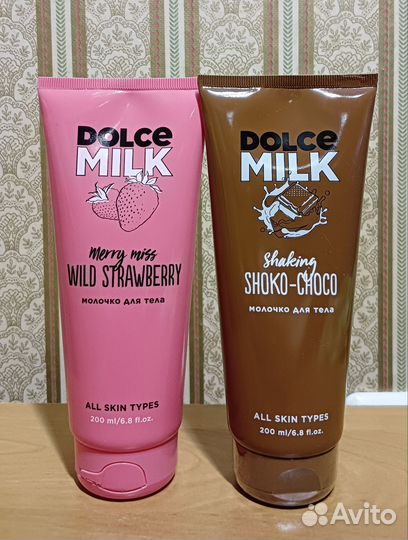 DOLCE
MILK
Merry miss
WILD STRAWBERRY
молочко для тела
ALL SKIN TYPES
200 ml/6.8 fl.oz.
DOLCE
MILK
Shaking
SHOKO-CHOCO
молочко для тела
ALL SKIN TYPES
200 ml/6.8 fl.oz.
Avito